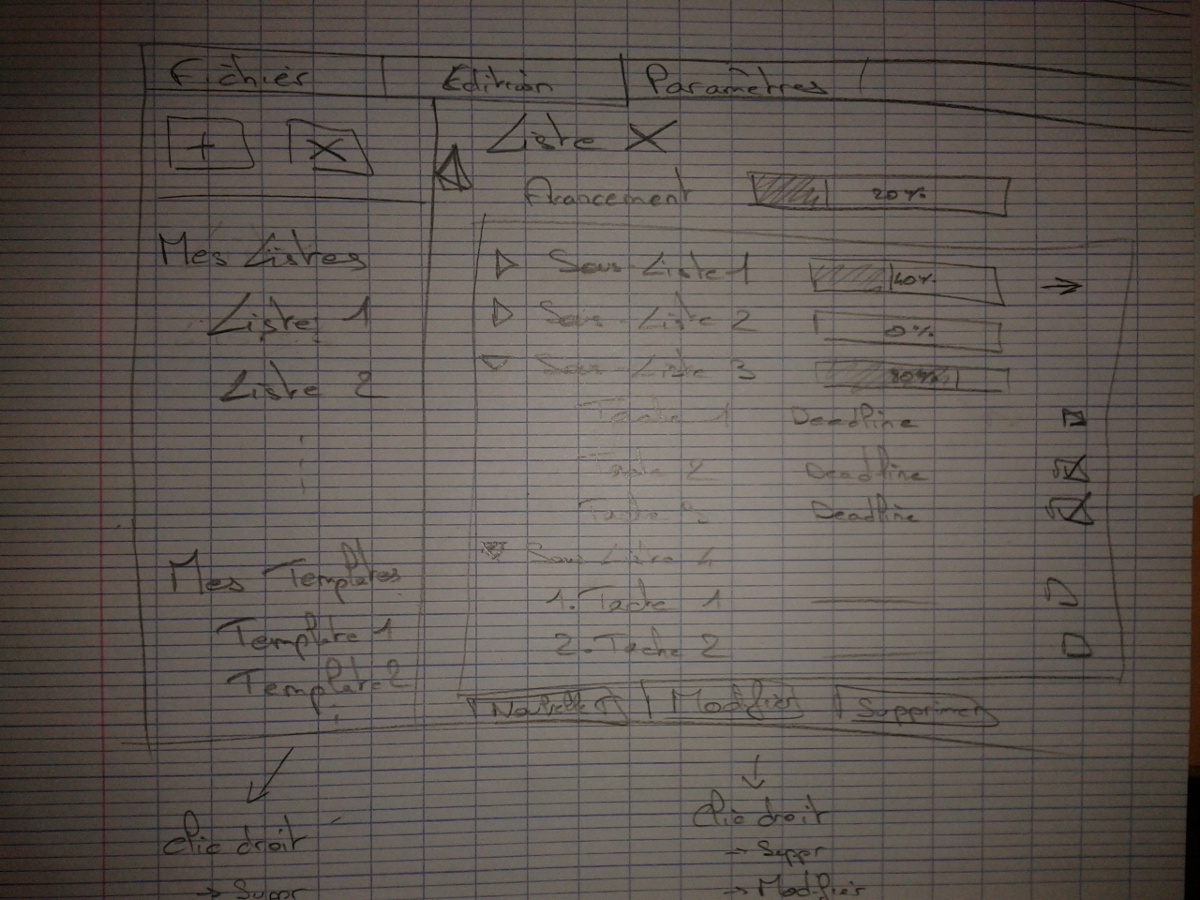 Fichier Edition Paramètres
+ X
Liste X
Avancement 20%
Mes Listes
Liste 1
Liste 2
Mes Templates
Template 1
Template 2
Sous-Liste 1 40%
Sous-Liste 2 0%
Sous-Liste 3 80%
Tache 1 Deadline
Tache 2 Deadline
Tache 3 Deadline
Sous Liste 4
1. Tache 1
2. Tache 2
Modifier Supprimer
Clic droit
→ Suppr
Clic droit
→ Suppr
→ Modifier